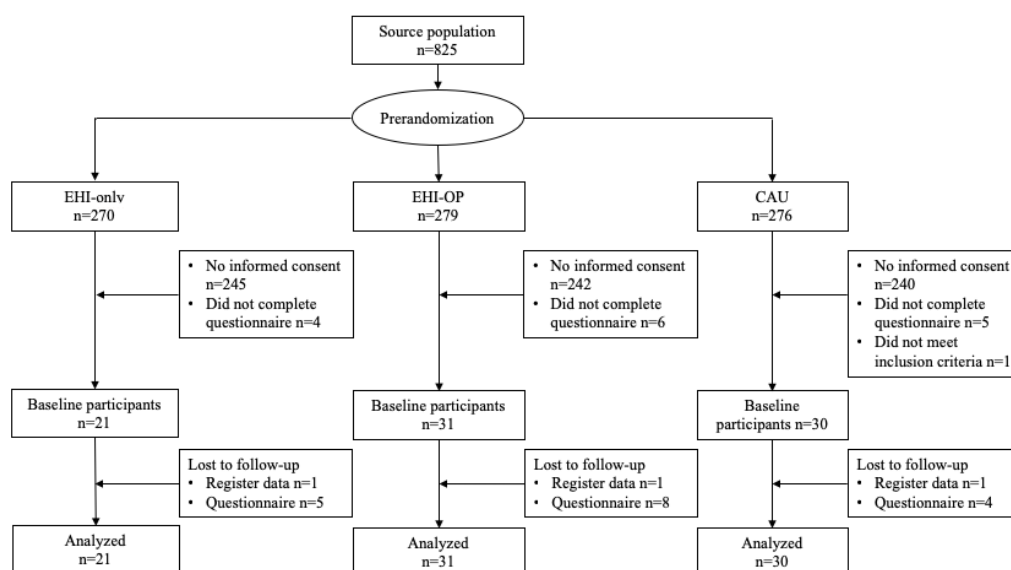 Source population
n=825
Prerandomization
EHI-onlv
n=270
EHI-OP
n=279
CAU
n=276
• No informed consent
n=245
• Did not complete
questionnaire n=4
• No informed consent
n=242
• Did not complete
questionnaire n=6
• No informed consent
n=240
• Did not complete
questionnaire n=5
• Did not meet
inclusion criteria n=1
Baseline participants
n=21
Baseline participants
n=31
Baseline
participants n=30
Lost to follow-up
• Register data n=1
• Questionnaire n=5
Lost to follow-up
• Register data n=1
• Questionnaire n=8
Lost to follow-up
• Register data n=1
• Questionnaire n=4
Analyzed
n=21
Analyzed
n=31
Analyzed
n=30